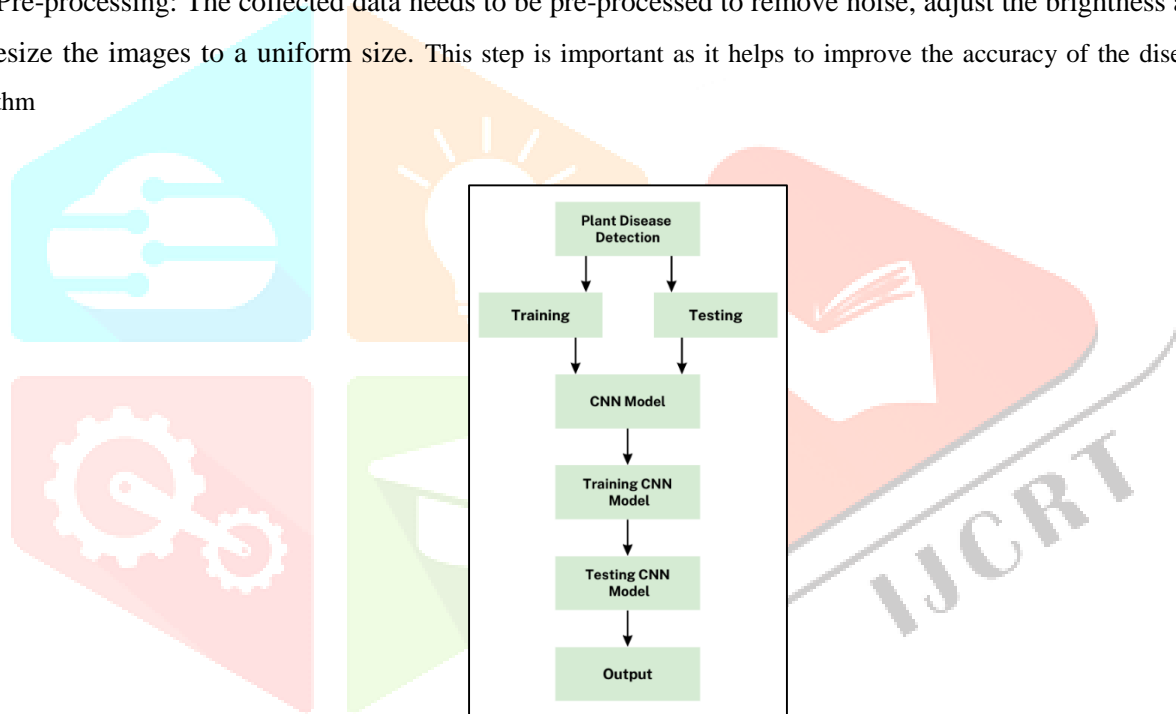 Pre-processing: The collected data needs to be pre-processed to remove noise, adjust the brightness a
esize the images to a uniform size. This step is important as it helps to improve the accuracy of the dise
thm
Plant Disease
Detection
Training
Testing
CNN Model
Training CNN
Model
Testing CNN
Model
Output
IJCRT